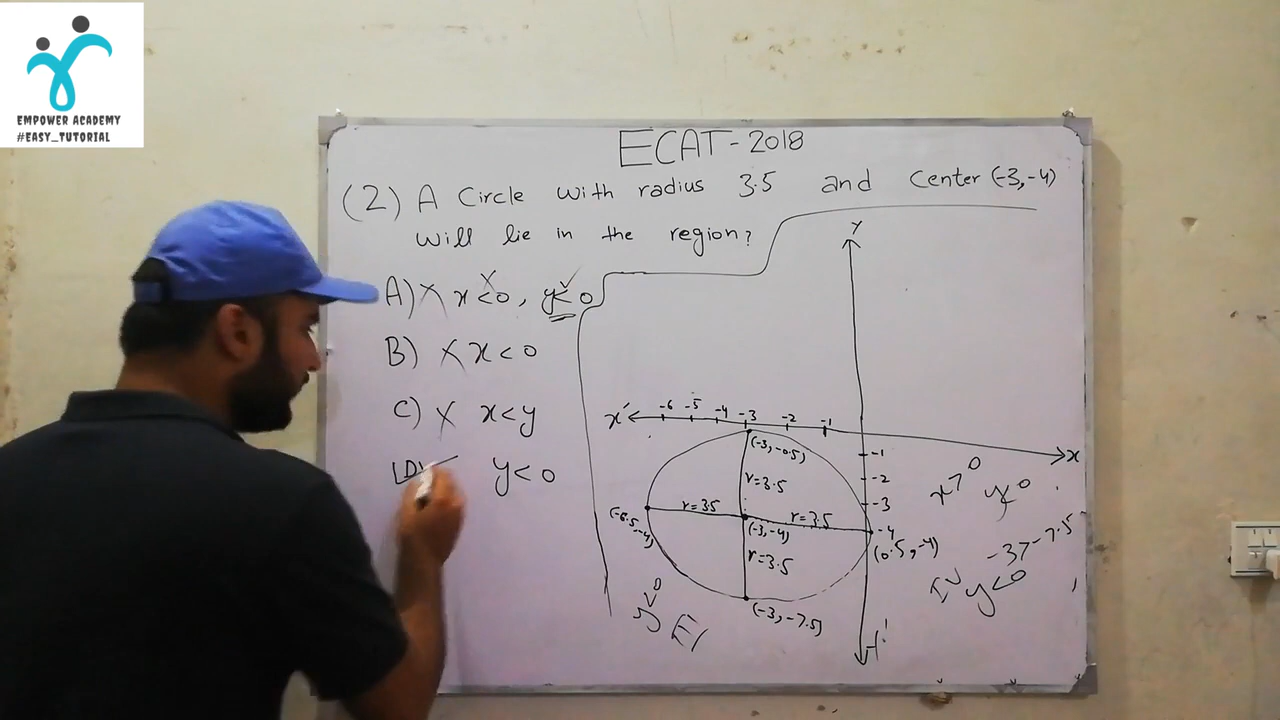 EMPOWER ACADEMY
#EASY_TUTORIAL
ECAT-2018
(2) A Circle with radius 3.5 and Center (-3,-4)
will lie in the region?
A) X x<0, y<0
B) X x<0
C) X x<y
D) y<0
Y
X' -6 -5 -4 -3 -2 -1
X
-1
-2
-3
-4
(-3,-0.5)
r=3.5
r=3.5
r=3.5
(-6.5,-4)
(-3,-4)
(0.5,-4)
r=3.5
(-3,-7.5)
x>0 y<0
-3>-7.5
y<0